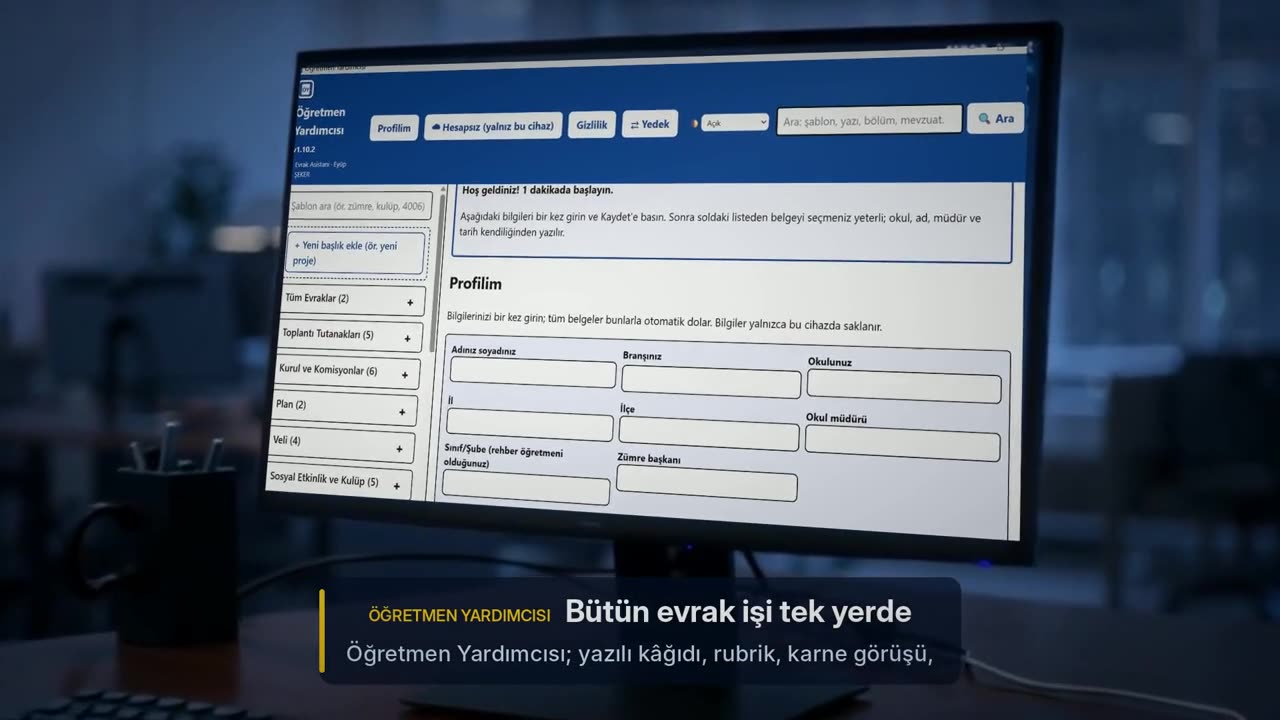 Öğretmen Yardımcısı
Öğretmen
Yardımcısı
v1.10.2
Evrak Asistanı · Eyüp
ŞEKER
Profilim
Hesapsız (yalnız bu cihaz)
Gizlilik
⇄ Yedek
Açık
Ara: şablon, yazı, bölüm, mevzuat.
Ara
Şablon ara (ör. zümre, kulüp, 4006)
+ Yeni başlık ekle (ör. yeni
proje)
Tüm Evraklar (2) +
Toplantı Tutanakları (5) +
Kurul ve Komisyonlar (6) +
Plan (2) +
Veli (4) +
Sosyal Etkinlik ve Kulüp (5) +
Hoş geldiniz! 1 dakikada başlayın.
Aşağıdaki bilgileri bir kez girin ve Kaydet'e basın. Sonra soldaki listeden belgeyi seçmeniz yeterli; okul, ad, müdür ve
tarih kendiliğinden yazılır.
Profilim
Bilgilerinizi bir kez girin; tüm belgeler bunlarla otomatik dolar. Bilgiler yalnızca bu cihazda saklanır.
Adınız soyadınız
Branşınız
Okulunuz
İl
İlçe
Okul müdürü
Sınıf/Şube (rehber öğretmeni
olduğunuz)
Zümre başkanı
ÖĞRETMEN YARDIMCISI Bütün evrak işi tek yerde
Öğretmen Yardımcısı; yazılı kâğıdı, rubrik, karne görüşü,